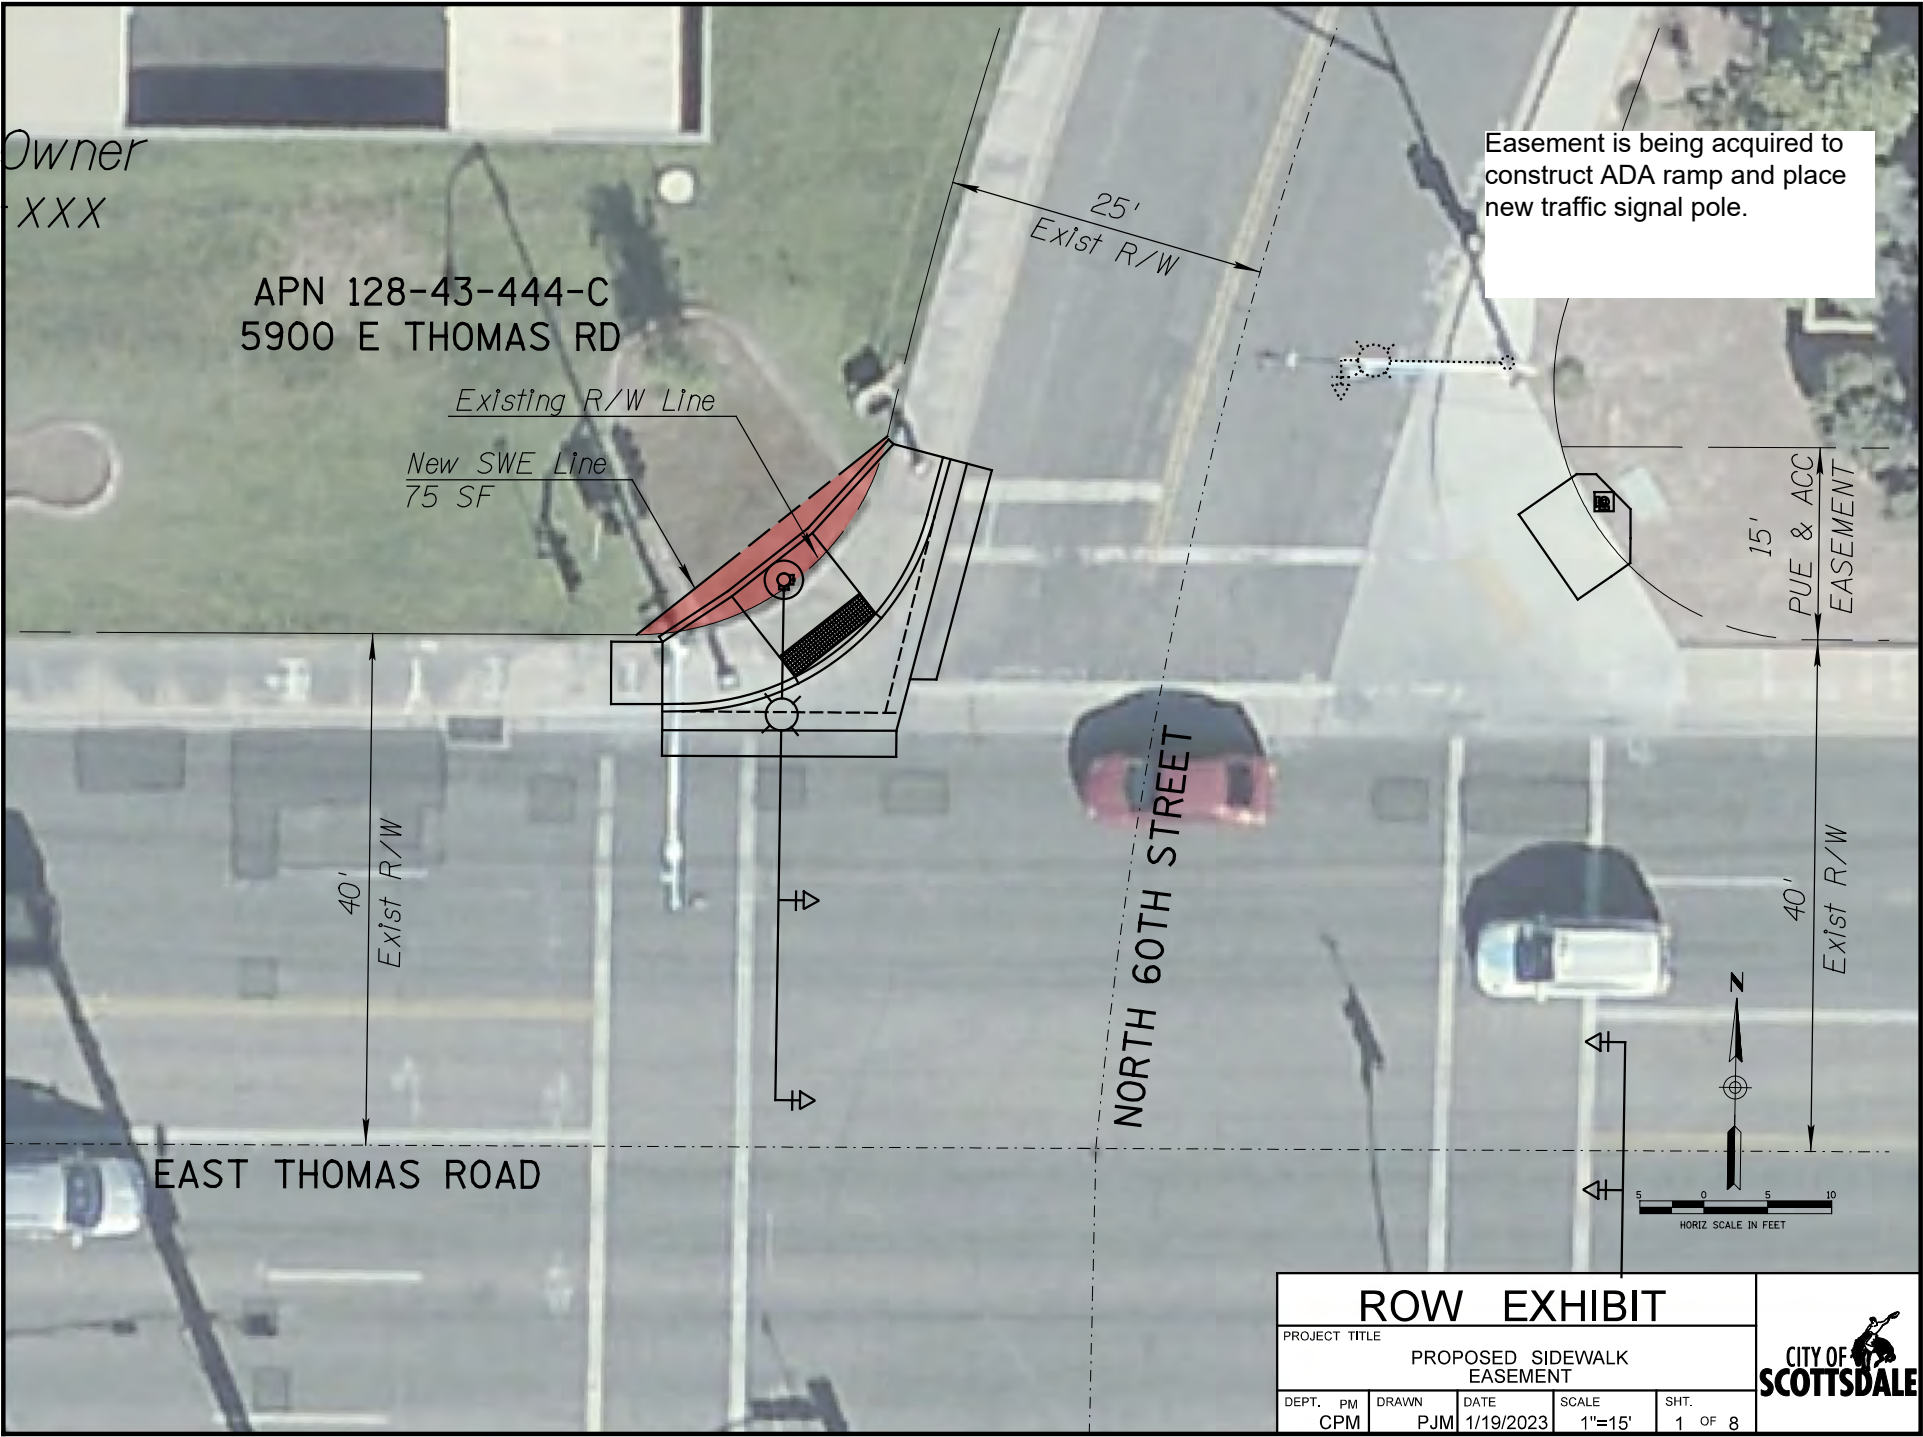 Owner
XXX
APN 128-43-444-C
5900 E THOMAS RD
Existing R/W Line
New SWE Line
75 SF
25'
Exist R/W
Easement is being acquired to
construct ADA ramp and place
new traffic signal pole.
15'
PUE & ACC
EASEMENT
40'
Exist R/W
40'
Exist R/W
NORTH 60TH STREET
EAST THOMAS ROAD
N
5 0 5 10
HORIZ SCALE IN FEET
ROW EXHIBIT
PROJECT TITLE
PROPOSED SIDEWALK
EASEMENT
DEPT. PM
CPM
DRAWN
PJM
DATE
1/19/2023
SCALE
1"=15'
SHT.
1 OF 8
CITY OF
SCOTTSDALE